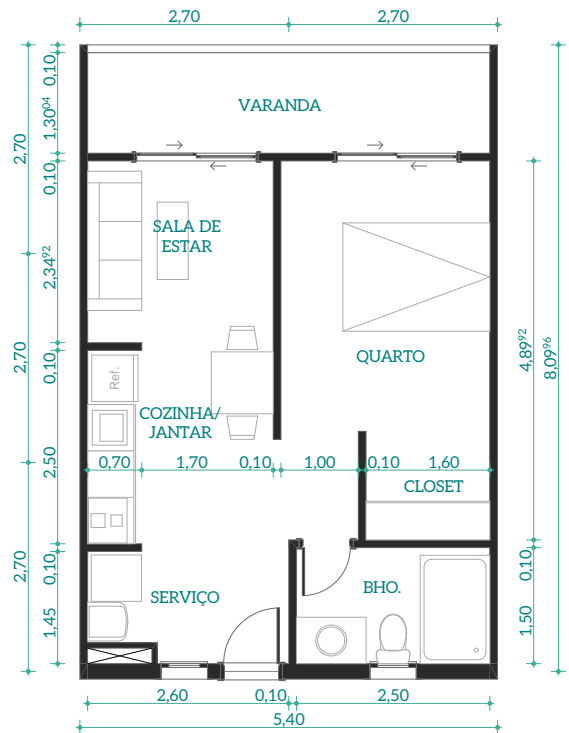 2,70 2,70
0,10
1,30⁰⁴
2,70
0,10
2,34⁹²
2,70
0,10
2,50
2,70
0,10
1,45
VARANDA
SALA DE
ESTAR
QUARTO
Ref.
COZINHA/
JANTAR
0,70 1,70 0,10 1,00 0,10 1,60
CLOSET
SERVIÇO
BHO.
4,89⁹²
8,09⁹⁶
0,10
1,50
2,60 0,10 2,50
5,40